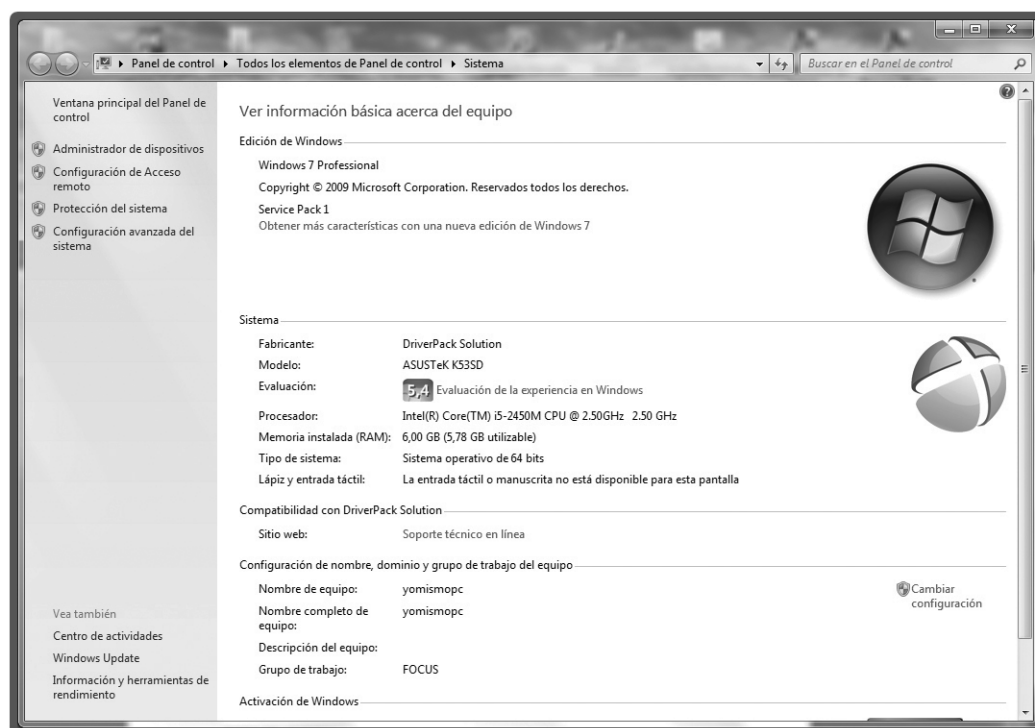 Panel de control ▸ Todos los elementos de Panel de control ▸ Sistema
Buscar en el Panel de control
Ventana principal del Panel de
control
Administrador de dispositivos
Configuración de Acceso
remoto
Protección del sistema
Configuración avanzada del
sistema
Vea también
Centro de actividades
Windows Update
Información y herramientas de
rendimiento
Ver información básica acerca del equipo
Edición de Windows
Windows 7 Professional
Copyright © 2009 Microsoft Corporation. Reservados todos los derechos.
Service Pack 1
Obtener más características con una nueva edición de Windows 7
Sistema
Fabricante: DriverPack Solution
Modelo: ASUSTeK K53SD
Evaluación: 5,4 Evaluación de la experiencia en Windows
Procesador: Intel(R) Core(TM) i5-2450M CPU @ 2.50GHz 2.50 GHz
Memoria instalada (RAM): 6,00 GB (5,78 GB utilizable)
Tipo de sistema: Sistema operativo de 64 bits
Lápiz y entrada táctil: La entrada táctil o manuscrita no está disponible para esta pantalla
Compatibilidad con DriverPack Solution
Sitio web: Soporte técnico en línea
Configuración de nombre, dominio y grupo de trabajo del equipo
Nombre de equipo: yomismopc
Cambiar
configuración
Nombre completo de
equipo: yomismopc
Descripción del equipo:
Grupo de trabajo: FOCUS
Activación de Windows